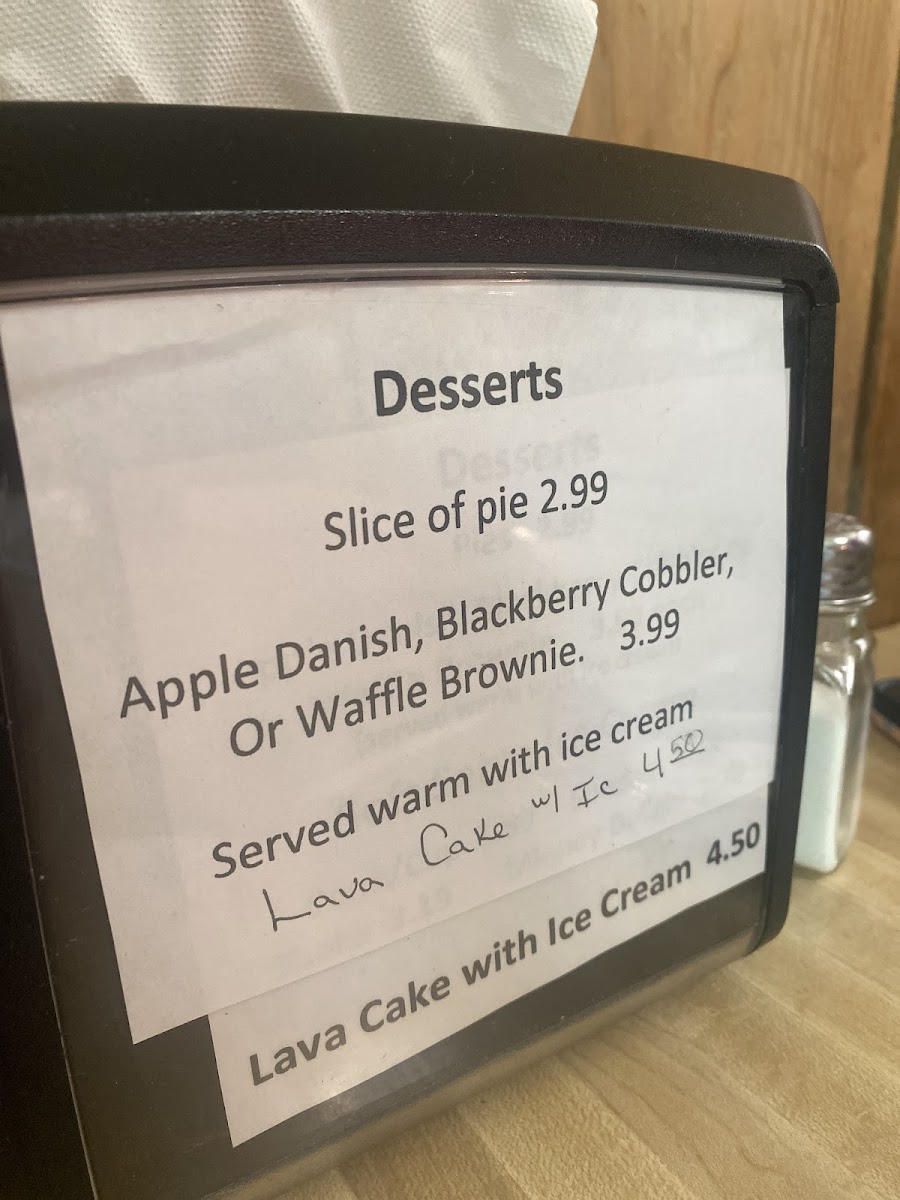 Desserts
Slice of pie 2.99
Apple Danish, Blackberry Cobbler,
Or Waffle Brownie. 3.99
Served warm with ice cream
Lava Cake w/ Ic 4 50
Lava Cake with Ice Cream 4.50